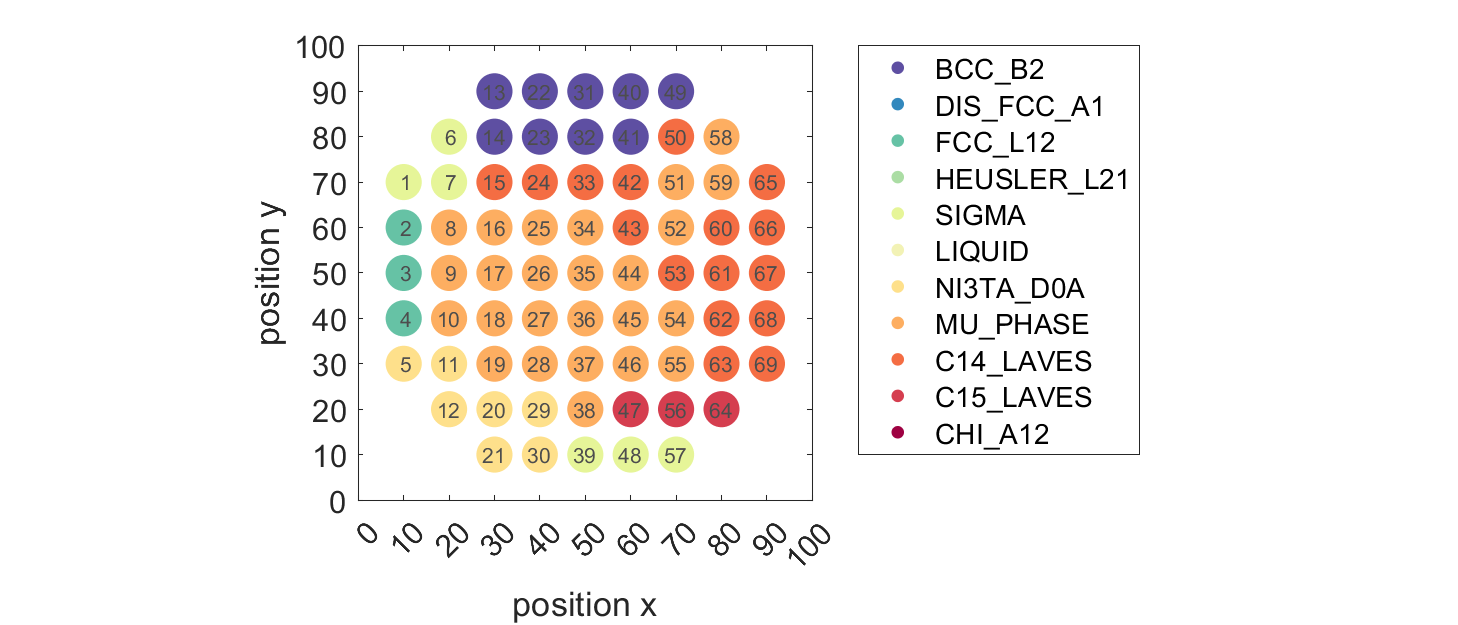 100
90
80
70
60
50
40
30
20
10
0
13 22 31 40 49
6 14 23 32 41 50 58
1 7 15 24 33 42 51 59 65
2 8 16 25 34 43 52 60 66
3 9 17 26 35 44 53 61 67
4 10 18 27 36 45 54 62 68
5 11 19 28 37 46 55 63 69
12 20 29 38 47 56 64
21 30 39 48 57
0 10 20 30 40 50 60 70 80 90 100
position x
position y
BCC_B2
DIS_FCC_A1
FCC_L12
HEUSLER_L21
SIGMA
LIQUID
NI3TA_D0A
MU_PHASE
C14_LAVES
C15_LAVES
CHI_A12